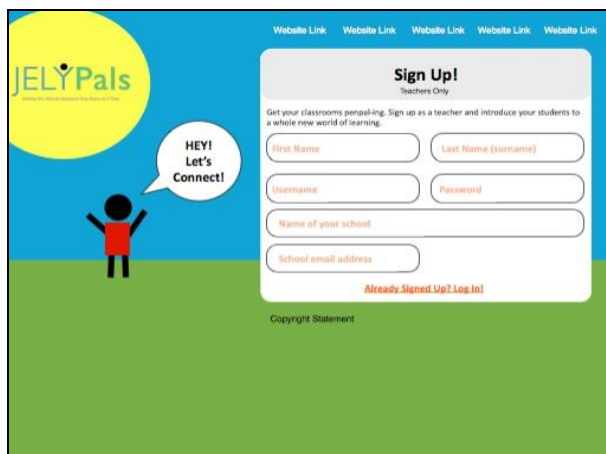 Website Link Website Link Website Link Website Link Website Link
JELYPals
Sign Up!
Teachers Only
Get your classrooms penpal-ing. Sign up as a teacher and introduce your students to
a whole new world of learning.
HEY!
Let's
Connect!
First Name Last Name (surname)
Username Password
Name of your school
School email address
Already Signed Up? Log In!
Copyright Statement